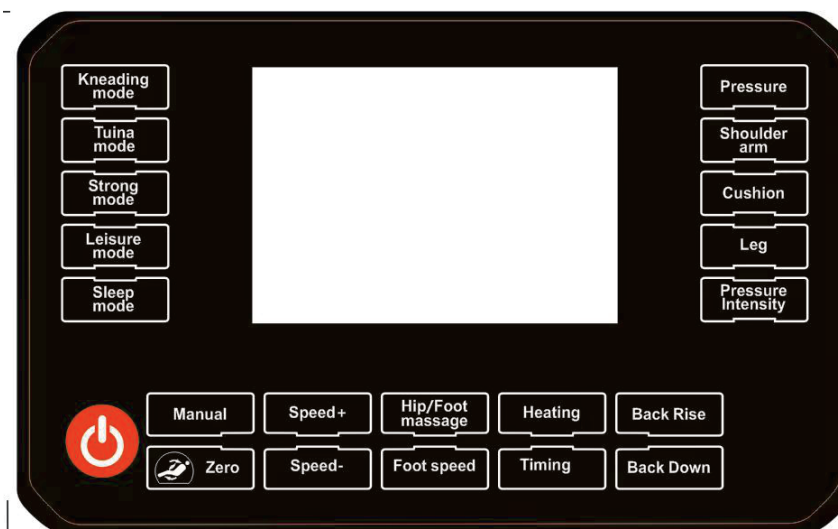 Kneading
mode
Tuina
mode
Strong
mode
Leisure
mode
Sleep
mode
Pressure
Shoulder
arm
Cushion
Leg
Pressure
Intensity
Manual
Speed+
Hip/Foot
massage
Heating
Back Rise
Zero
Speed-
Foot speed
Timing
Back Down